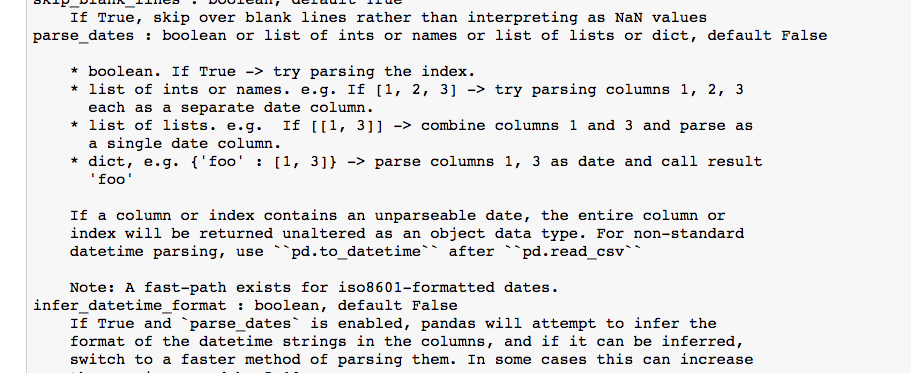 skip_blank_lines : boolean, default True
If True, skip over blank lines rather than interpreting as NaN values
parse_dates : boolean or list of ints or names or list of lists or dict, default False
* boolean. If True -> try parsing the index.
* list of ints or names. e.g. If [1, 2, 3] -> try parsing columns 1, 2, 3
each as a separate date column.
* list of lists. e.g.  If [[1, 3]] -> combine columns 1 and 3 and parse as
a single date column.
* dict, e.g. {'foo' : [1, 3]} -> parse columns 1, 3 as date and call result
'foo'
If a column or index contains an unparseable date, the entire column or
index will be returned unaltered as an object data type. For non-standard
datetime parsing, use ``pd.to_datetime`` after ``pd.read_csv``
Note: A fast-path exists for iso8601-formatted dates.
infer_datetime_format : boolean, default False
If True and `parse_dates` is enabled, pandas will attempt to infer the
format of the datetime strings in the columns, and if it can be inferred,
switch to a faster method of parsing them. In some cases this can increase